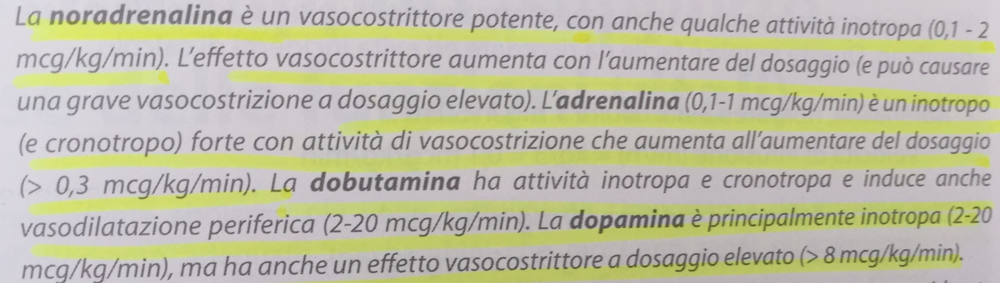 La noradrenalina è un vasocostrittore potente, con anche qualche attività inotropa (0,1 - 2
mcg/kg/min). L'effetto vasocostrittore aumenta con l'aumentare del dosaggio (e può causare
una grave vasocostrizione a dosaggio elevato). L'adrenalina (0,1-1 mcg/kg/min) è un inotropo
(e cronotropo) forte con attività di vasocostrizione che aumenta all'aumentare del dosaggio
(> 0,3 mcg/kg/min). La dobutamina ha attività inotropa e cronotropa e induce anche
vasodilatazione periferica (2-20 mcg/kg/min). La dopamina è principalmente inotropa (2-20
mcg/kg/min), ma ha anche un effetto vasocostrittore a dosaggio elevato (> 8 mcg/kg/min).